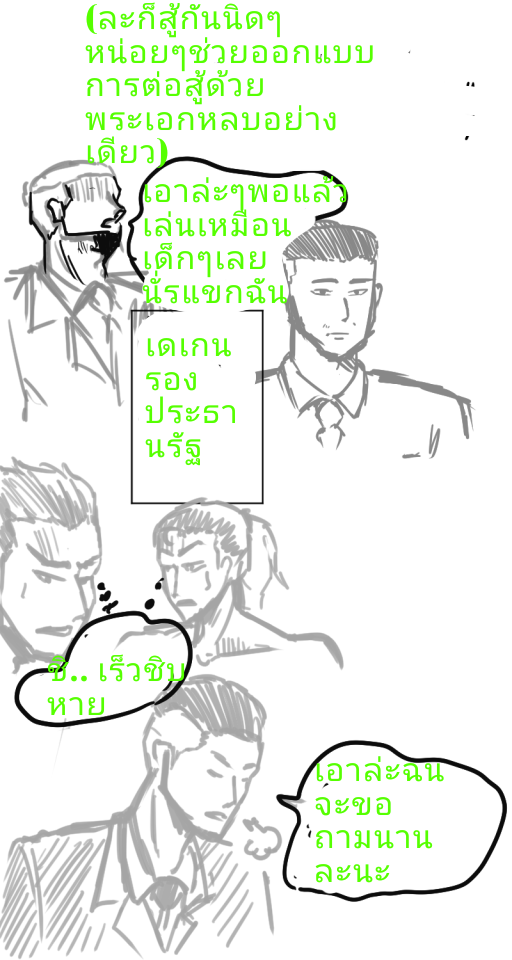 (ละก็สู้กันนิดๆ
หน่อยๆช่วยออกแบบ
การต่อสู้ด้วย
พระเอกหลบอย่าง
เดียว)
เอาล่ะๆพอแล้ว
เล่นเหมือน
เด็กๆเลย
นั่รแขกฉัน
เดเกน
รอง
ประธา
นรัฐ
ชิ.. เร็วชิบ
หาย
เอาล่ะฉน
จะขอ
ถามนาน
ละนะ